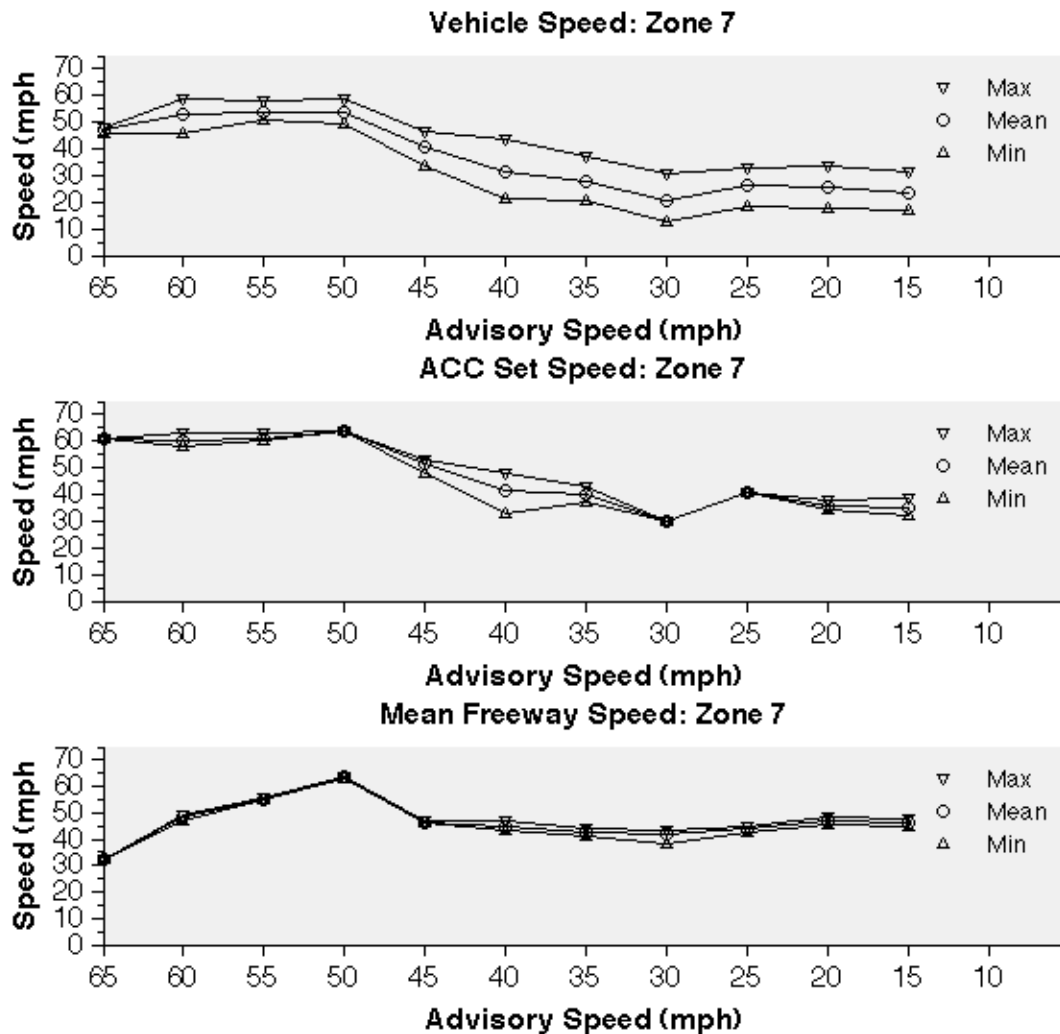 Vehicle Speed: Zone 7
Speed (mph
70
60
50
40
30
20
10
0
Max
Mean
Min
65 60 55 50 45 40 35 30 25 20 15 10
Advisory Speed (mph)
ACC Set Speed: Zone 7
Speed (mph
70
60
50
40
30
20
10
0
Max
Mean
Min
65 60 55 50 45 40 35 30 25 20 15 10
Advisory Speed (mph)
Mean Freeway Speed: Zone 7
Speed (mph
70
60
50
40
30
20
10
0
Max
Mean
Min
65 60 55 50 45 40 35 30 25 20 15 10
Advisory Speed (mph)